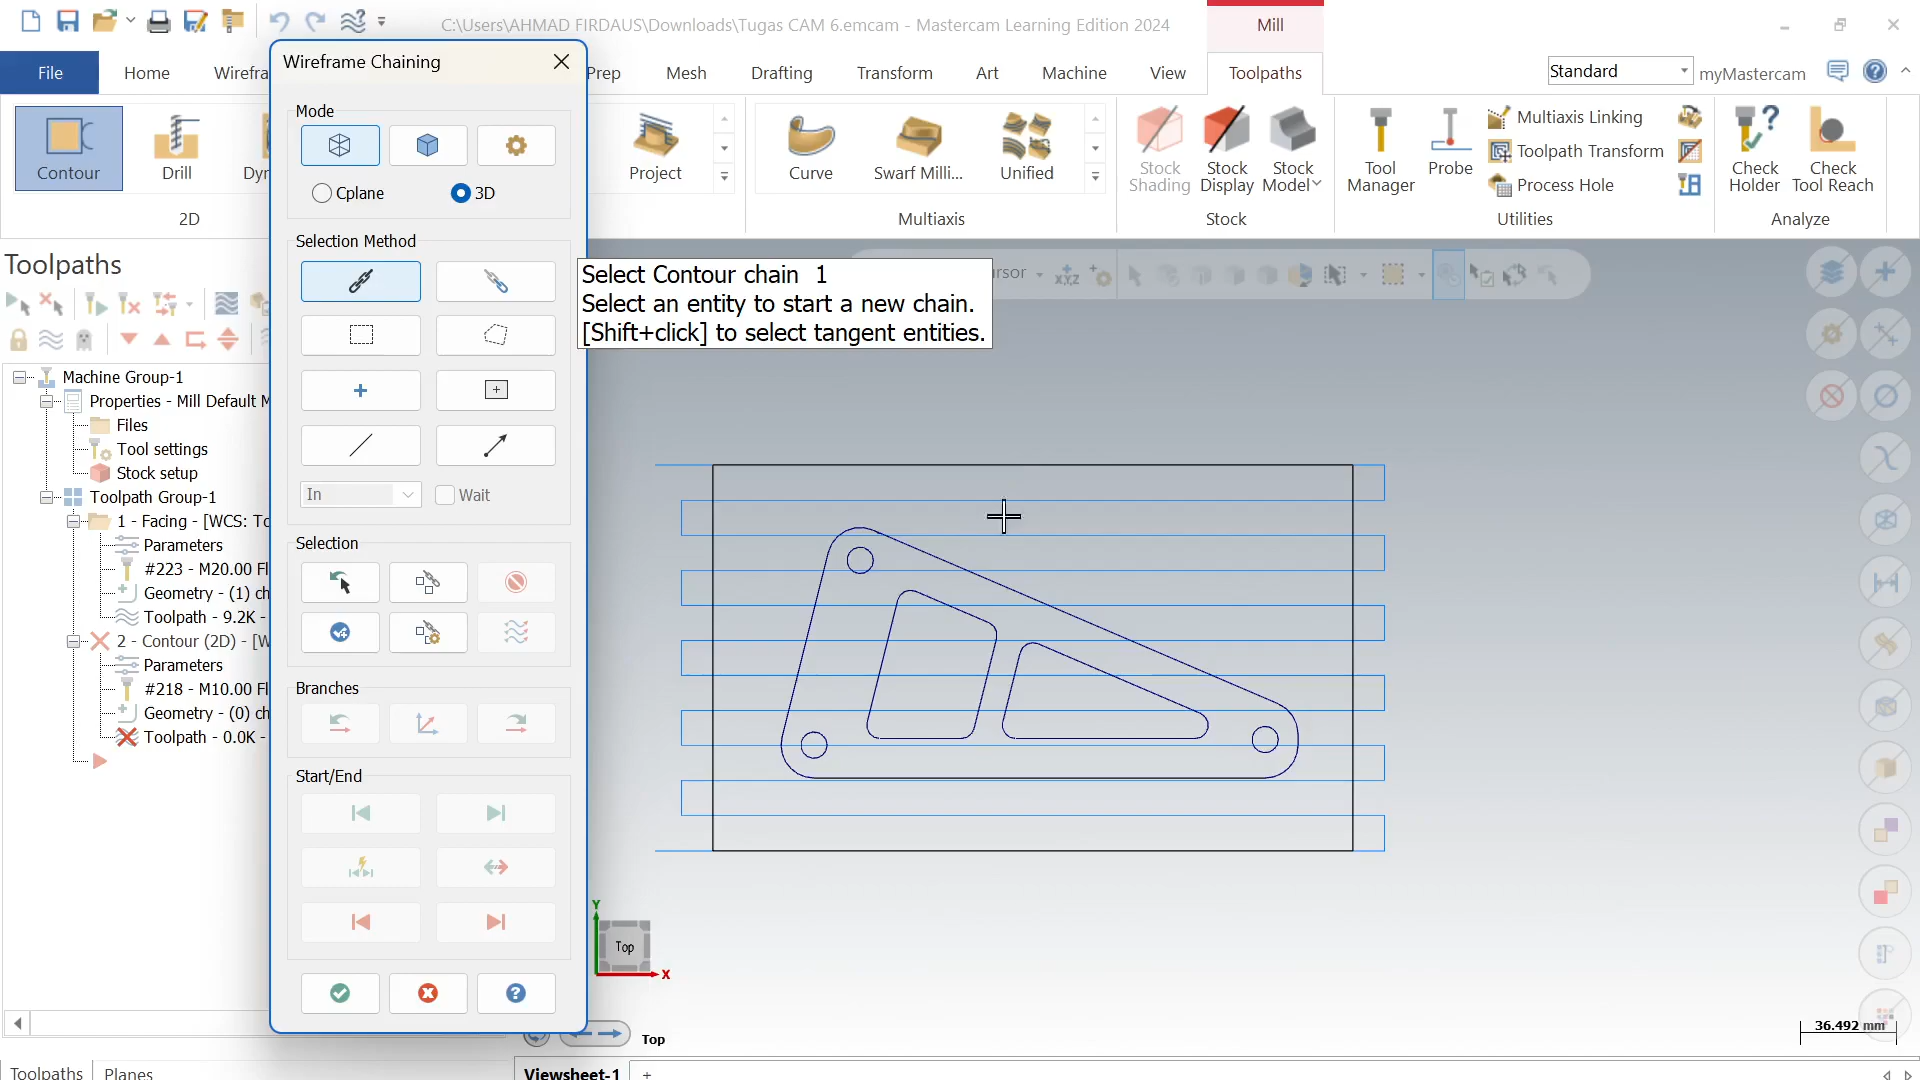 C:\Users\AHMAD FIRDAUS\Downloads\Tugas CAM 6.emcam - Mastercam Learning Edition 2024
Mill
File
Home
Wirefra
Prep
Mesh
Drafting
Transform
Art
Machine
View
Toolpaths
Standard
myMastercam
Contour
Drill
Dyn
2D
Project
Curve
Swarf Milli...
Unified
Multiaxis
Stock Shading
Stock Display
Stock Model
Stock
Tool Manager
Probe
Multiaxis Linking
Toolpath Transform
Process Hole
Utilities
Check Holder
Check Tool Reach
Analyze
Wireframe Chaining
Mode
Cplane
3D
Selection Method
In
Wait
Selection
Branches
Start/End
Select Contour chain 1
Select an entity to start a new chain.
[Shift+click] to select tangent entities.
Toolpaths
Machine Group-1
Properties - Mill Default M
Files
Tool settings
Stock setup
Toolpath Group-1
1 - Facing - [WCS: To
Parameters
#223 - M20.00 Fl
Geometry - (1) ch
Toolpath - 9.2K -
2 - Contour (2D) - [W
Parameters
#218 - M10.00 Fl
Geometry - (0) ch
Toolpath - 0.0K -
Y
Top
X
Top
36.492 mm
Toolpaths
Planes
Viewsheet-1
+